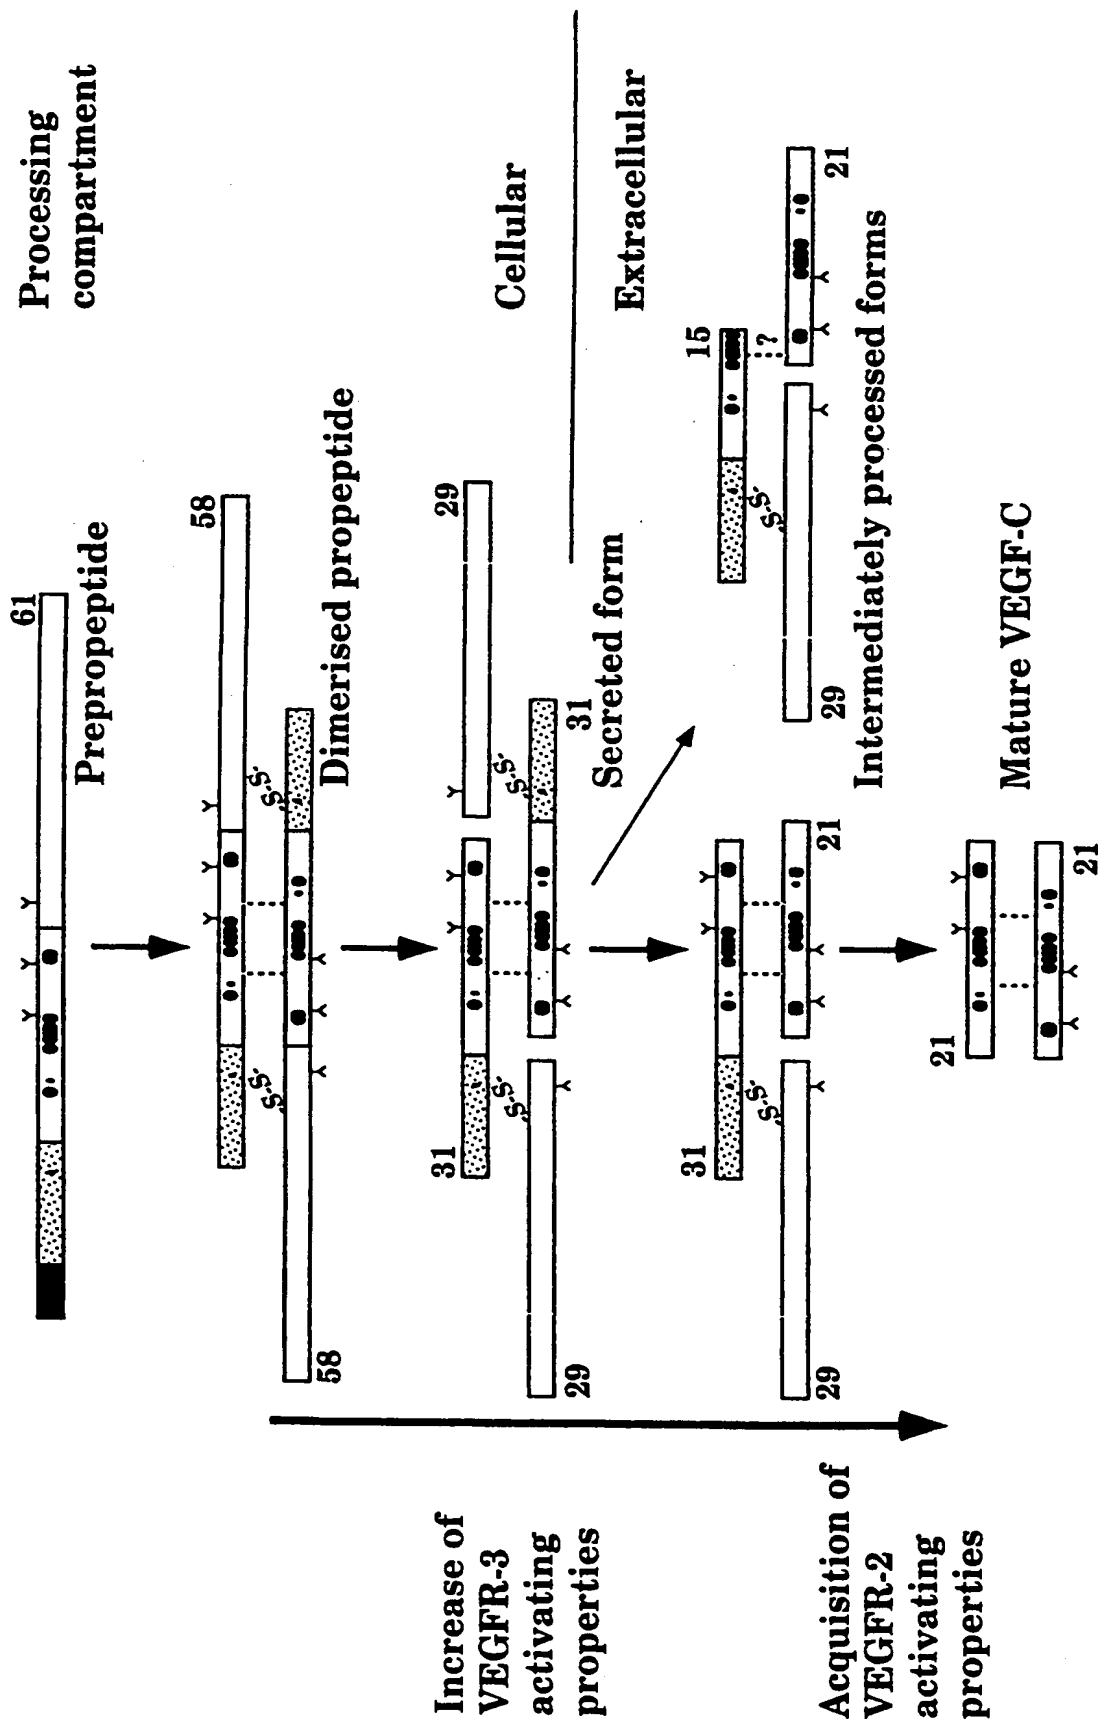 Processing
compartment
61
Prepropeptide
58
58
S-S
S-S
Dimerised propeptide
Cellular
31
29
S-S
S-S
29
31
Secreted form
Extracellular
Increase of
VEGFR-3
activating
properties
31
S-S
29
21
15
S-S
?
29
21
Intermediately processed forms
Acquisition of
VEGFR-2
activating
properties
21
21
Mature VEGF-C